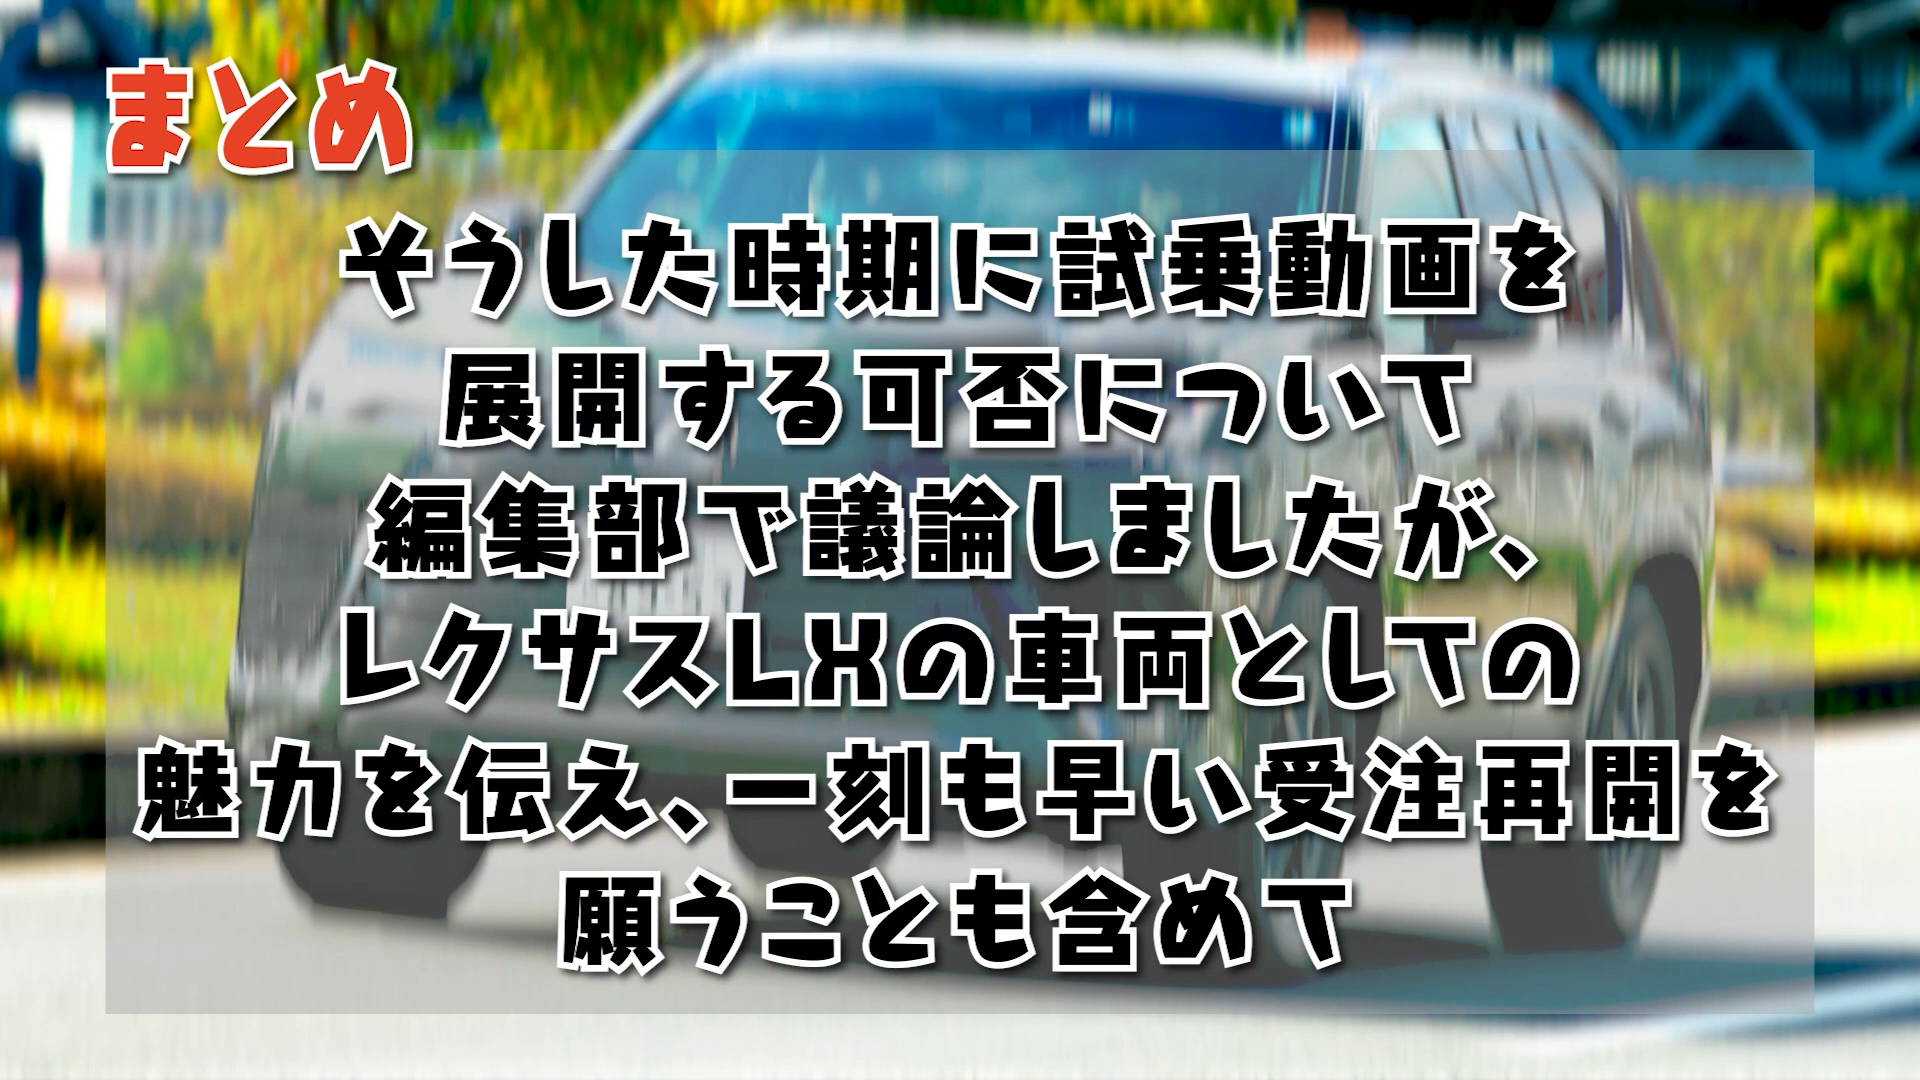 まとめ
そうした時期に試乗動画を
展開する可否について
編集部で議論しましたが、
レクサスLXの車両としての
魅力を伝え、一刻も早い受注再開を
願うことも含めて